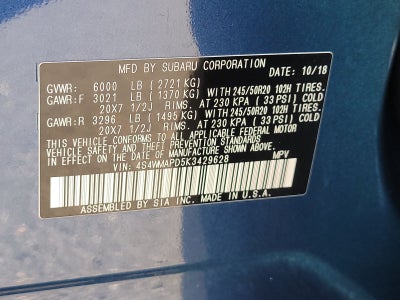 MFD BY SUBARU CORPORATION DATE: 10/18
GVWR: 6000 LB (2721 KG)
GAWR:F 3021 LB (1370 KG) WITH 245/50R20 102H TIRES.
20X7 1/2J RIMS. AT 230 KPA (33 PSI) COLD
GAWR:R 3296 LB (1495 KG) WITH 245/50R20 102H TIRES.
20X7 1/2J RIMS. AT 230 KPA (33 PSI) COLD
THIS VEHICLE CONFORMS TO ALL APPLICABLE FEDERAL MOTOR
VEHICLE SAFETY AND THEFT PREVENTION STANDARDS
IN EFFECT ON THE DATE OF MANUFACTURE SHOWN ABOVE.
VIN: 4S4WMAPD5K3429628 MPV
ASSEMBLED BY SIA INC. MADE IN U.S.A.